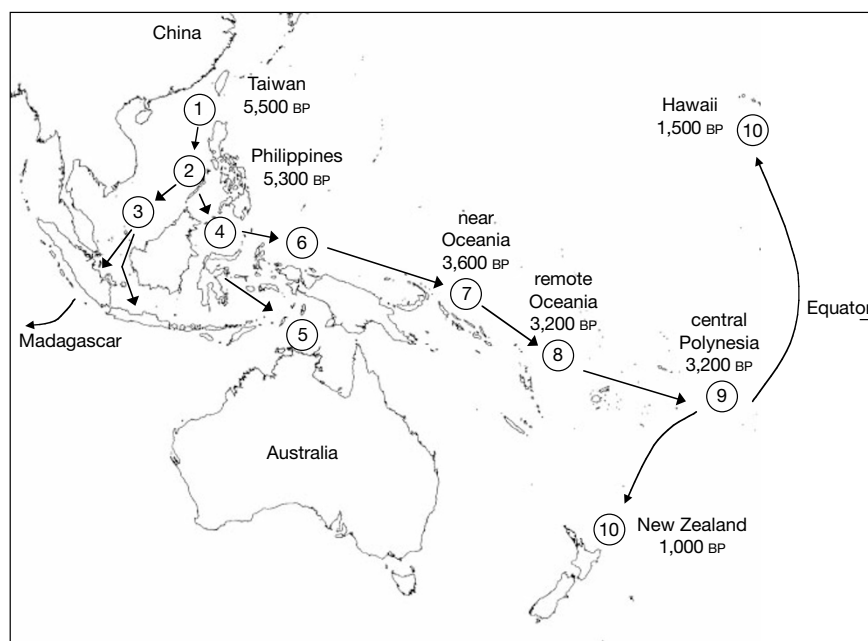 China
1
Taiwan
5,500 BP
2
Philippines
5,300 BP
3
4
6
near
Oceania
3,600 BP
7
remote
Oceania
3,200 BP
8
Hawaii
1,500 BP
10
Equator
central
Polynesia
3,200 BP
9
Madagascar
5
Australia
10
New Zealand
1,000 BP